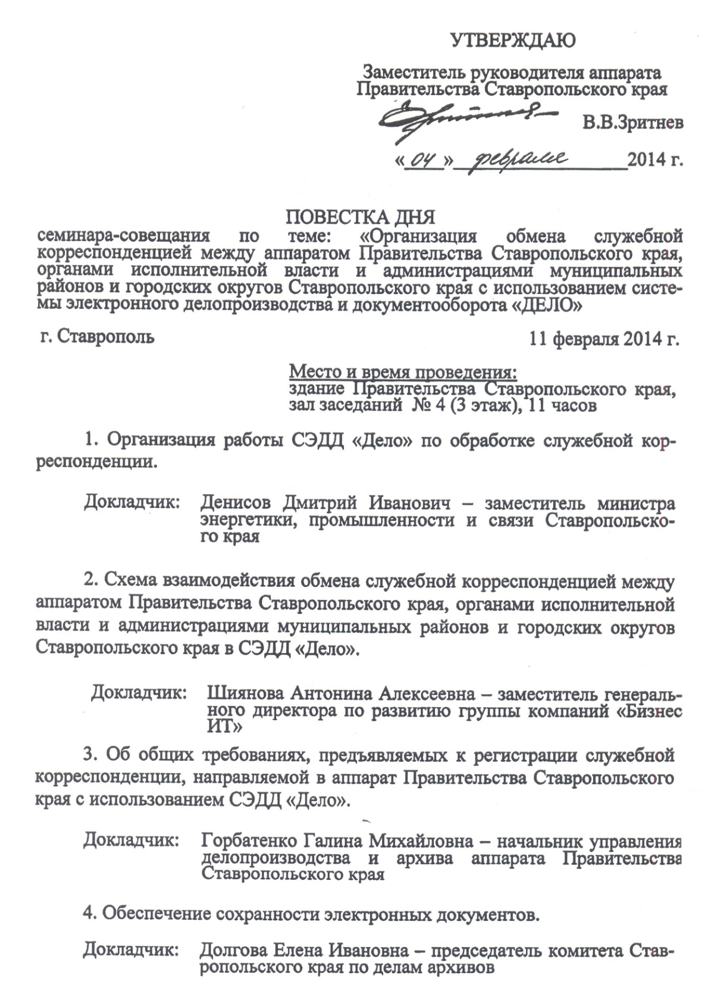 УТВЕРЖДАЮ
Заместитель руководителя аппарата
Правительства Ставропольского края
В.В.Зритнев
«04» февраля 2014 г.
ПОВЕСТКА ДНЯ
семинара-совещания по теме: «Организация обмена служебной
корреспонденцией между аппаратом Правительства Ставропольского края,
органами исполнительной власти и администрациями муниципальных
районов и городских округов Ставропольского края с использованием систе-
мы электронного делопроизводства и документооборота «ДЕЛО»
г. Ставрополь 11 февраля 2014 г.
Место и время проведения:
здание Правительства Ставропольского края,
зал заседаний № 4 (3 этаж), 11 часов
1. Организация работы СЭДД «Дело» по обработке служебной кор-
респонденции.
Докладчик: Денисов Дмитрий Иванович – заместитель министра
энергетики, промышленности и связи Ставропольско-
го края
2. Схема взаимодействия обмена служебной корреспонденцией между
аппаратом Правительства Ставропольского края, органами исполнительной
власти и администрациями муниципальных районов и городских округов
Ставропольского края в СЭДД «Дело».
Докладчик: Шиянова Антонина Алексеевна – заместитель генераль-
ного директора по развитию группы компаний «Бизнес
ИТ»
3. Об общих требованиях, предъявляемых к регистрации служебной
корреспонденции, направляемой в аппарат Правительства Ставропольского
края с использованием СЭДД «Дело».
Докладчик: Горбатенко Галина Михайловна – начальник управления
делопроизводства и архива аппарата Правительства
Ставропольского края
4. Обеспечение сохранности электронных документов.
Докладчик: Долгова Елена Ивановна – председатель комитета Став-
ропольского края по делам архивов